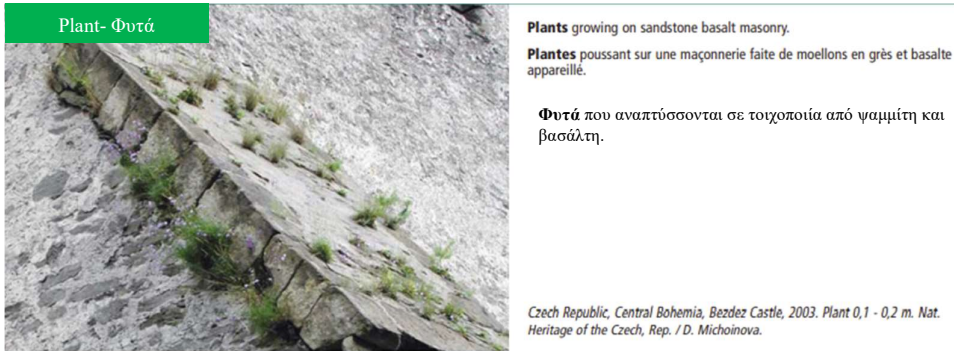 Plant- Φυτά
Plants growing on sandstone basalt masonry.
Plantes poussant sur une maçonnerie faite de moellons en grès et basalte
appareillé.
Φυτά που αναπτύσσονται σε τοιχοποιία από ψαμμίτη και
βασάλτη.
Czech Republic, Central Bohemia, Bezdez Castle, 2003. Plant 0,1 - 0,2 m. Nat.
Heritage of the Czech, Rep. / D. Michoinova.